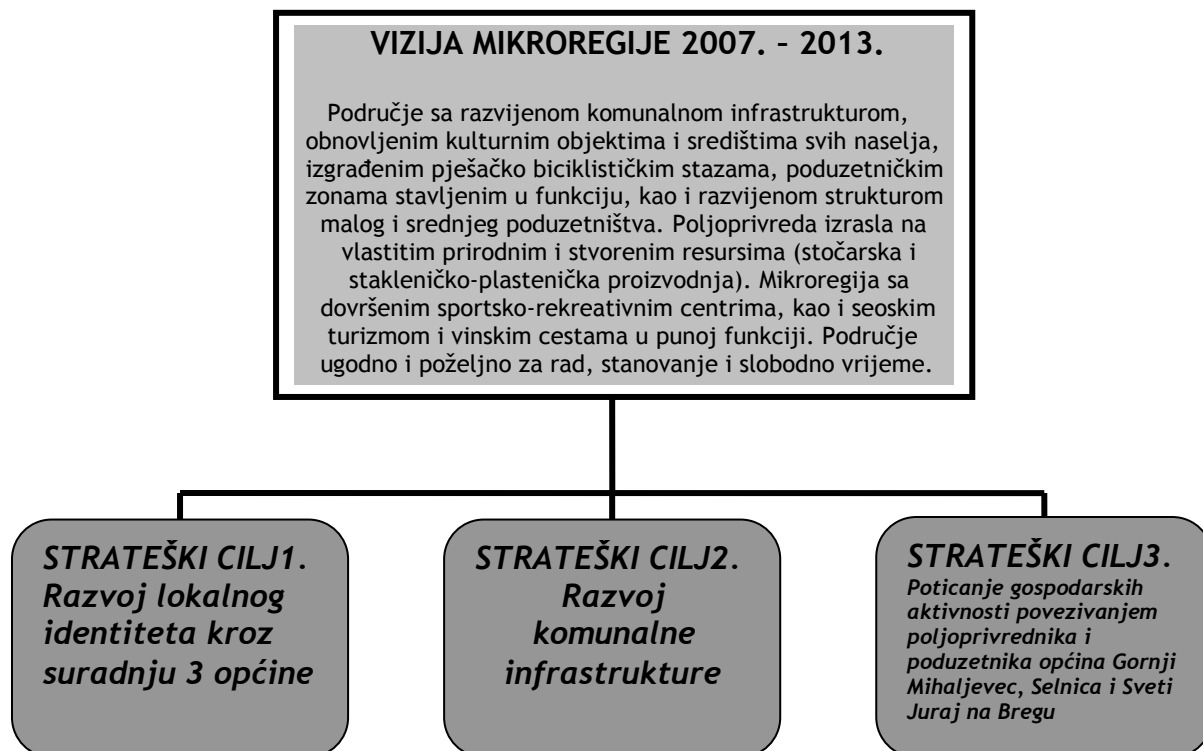 VIZIJA MIKROREGIJE 2007. - 2013.
Područje sa razvijenom komunalnom infrastrukturom,
obnovljenim kulturnim objektima i središtima svih naselja,
izgrađenim pješačko biciklističkim stazama, poduzetničkim
zonama stavljenim u funkciju, kao i razvijenom strukturom
malog i srednjeg poduzetništva. Poljoprivreda izrasla na
vlastitim prirodnim i stvorenim resursima (stočarska i
stakleničko-plastenička proizvodnja). Mikroregija sa
dovršenim sportsko-rekreativnim centrima, kao i seoskim
turizmom i vinskim cestama u punoj funkciji. Područje
ugodno i poželjno za rad, stanovanje i slobodno vrijeme.
STRATEŠKI CILJ1.
Razvoj lokalnog
identiteta kroz
suradnju 3 općine
STRATEŠKI CILJ2.
Razvoj
komunalne
infrastrukture
STRATEŠKI CILJ3.
Poticanje gospodarskih
aktivnosti povezivanjem
poljoprivrednika i
poduzetnika općina Gornji
Mihaljevec, Selnica i Sveti
Juraj na Bregu